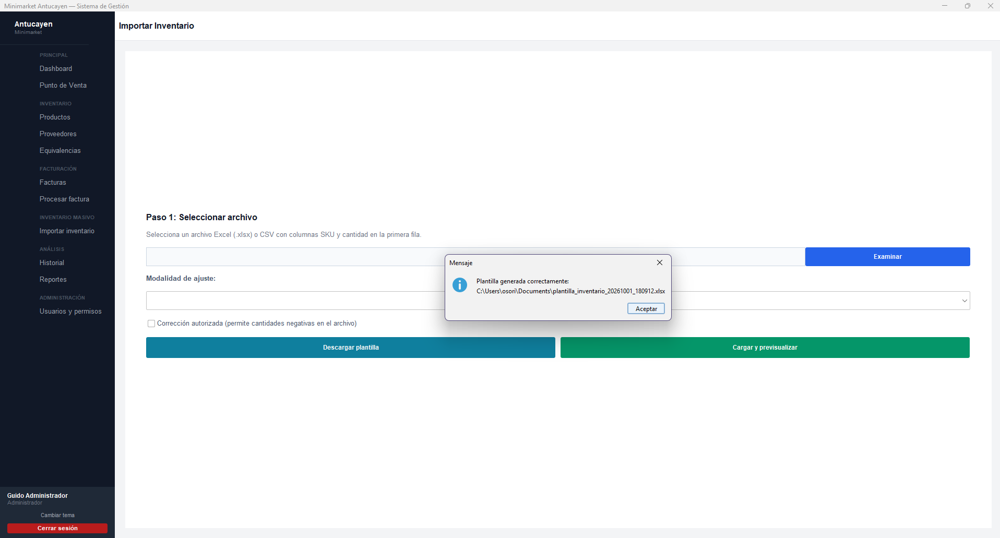 Minimarket Antucayen — Sistema de Gestión
Antucayen
Minimarket
PRINCIPAL
Dashboard
Punto de Venta
INVENTARIO
Productos
Proveedores
Equivalencias
FACTURACIÓN
Facturas
Procesar factura
INVENTARIO MASIVO
Importar inventario
ANÁLISIS
Historial
Reportes
ADMINISTRACIÓN
Usuarios y permisos
Guido Administrador
Administrador
Cambiar tema
Cerrar sesión
Importar Inventario
Paso 1: Seleccionar archivo
Selecciona un archivo Excel (.xlsx) o CSV con columnas SKU y cantidad en la primera fila.
Examinar
Modalidad de ajuste:
Corrección autorizada (permite cantidades negativas en el archivo)
Descargar plantilla
Cargar y previsualizar
Mensaje
Plantilla generada correctamente:
C:\Users\osori\Documents\plantilla_inventario_20261001_180912.xlsx
Aceptar